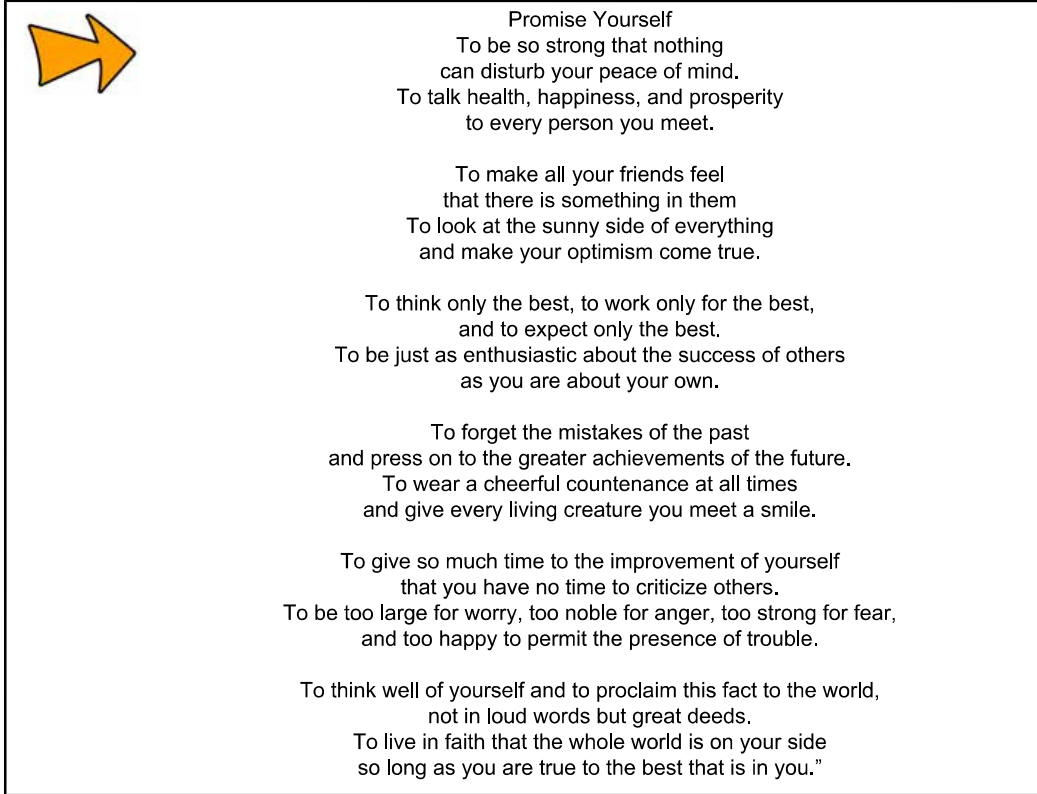 Promise Yourself
To be so strong that nothing
can disturb your peace of mind.
To talk health, happiness, and prosperity
to every person you meet.
To make all your friends feel
that there is something in them
To look at the sunny side of everything
and make your optimism come true.
To think only the best, to work only for the best,
and to expect only the best.
To be just as enthusiastic about the success of others
as you are about your own.
To forget the mistakes of the past
and press on to the greater achievements of the future.
To wear a cheerful countenance at all times
and give every living creature you meet a smile.
To give so much time to the improvement of yourself
that you have no time to criticize others.
To be too large for worry, too noble for anger, too strong for fear,
and too happy to permit the presence of trouble.
To think well of yourself and to proclaim this fact to the world,
not in loud words but great deeds.
To live in faith that the whole world is on your side
so long as you are true to the best that is in you.”